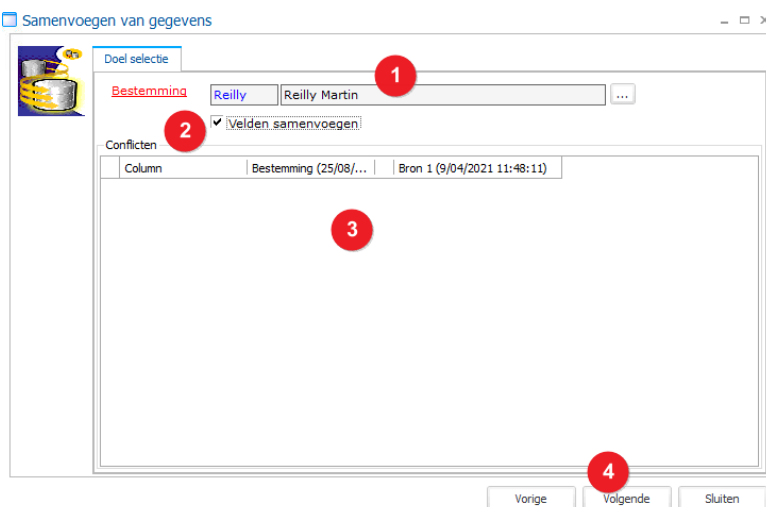 Samenvoegen van gegevens
Doel selectie
1
Bestemming Reilly Reilly Martin ...
2 Velden samenvoegen
Conflicten
Column Bestemming (25/08/... Bron 1 (9/04/2021 11:48:11)
3
4
Vorige Volgende Sluiten